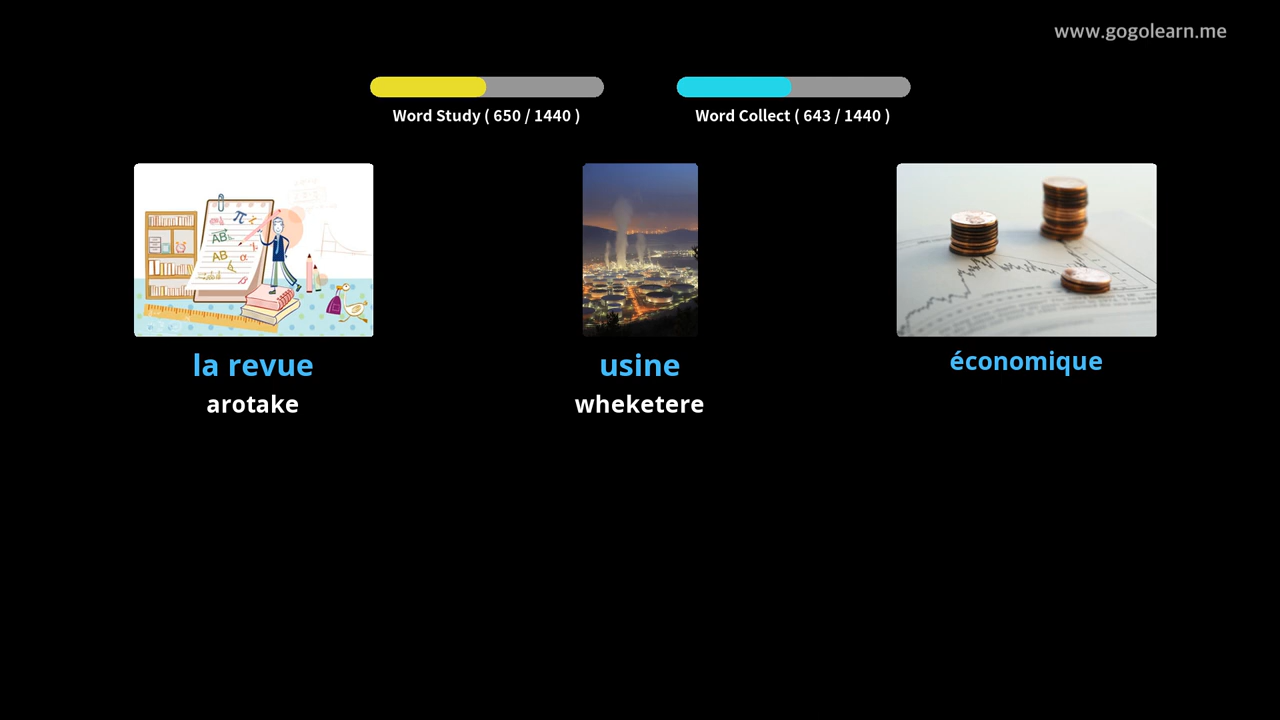 www.gogolearn.me
Word Study ( 650 / 1440 )
Word Collect ( 643 / 1440 )
la revue
arotake
usine
wheketere
économique